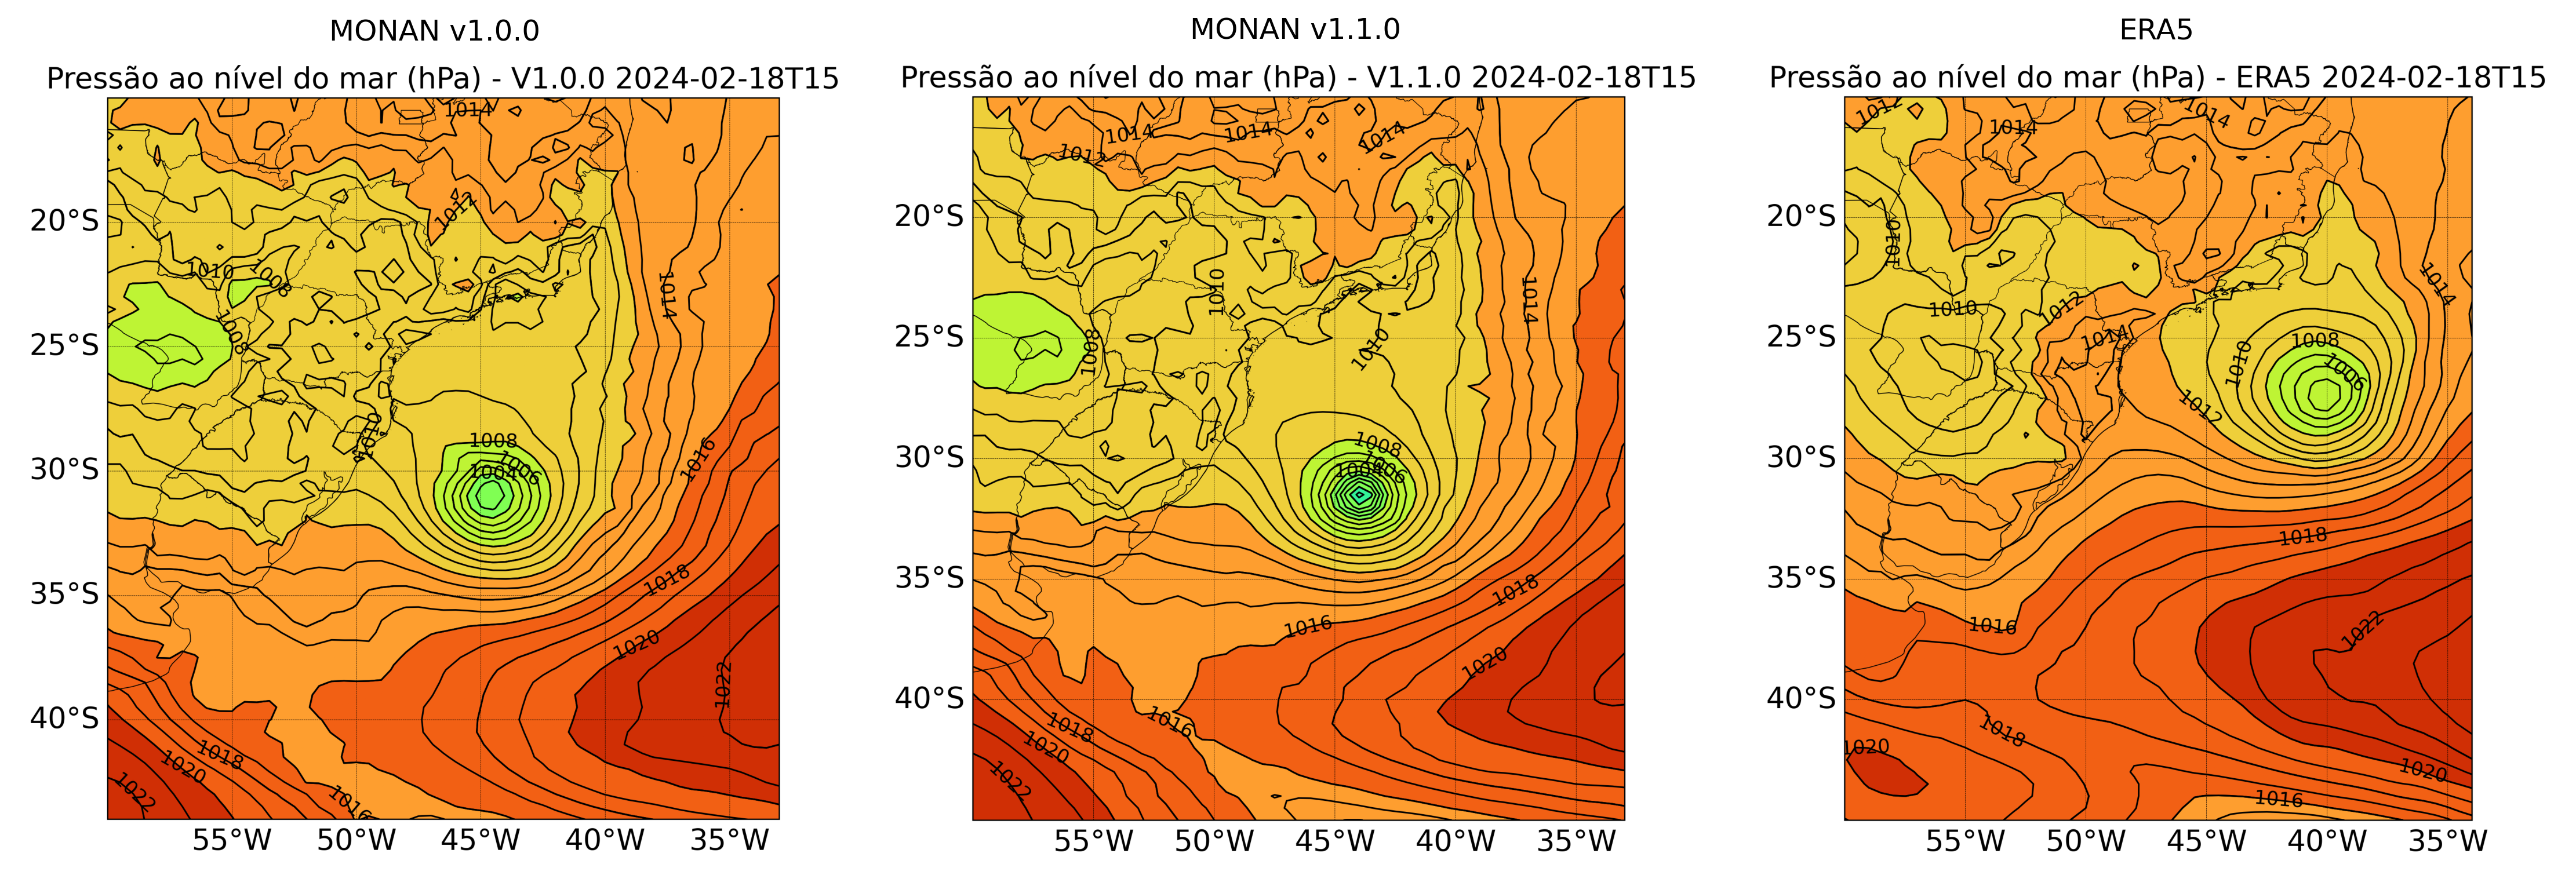 MONAN v1.0.0
Pressão ao nível do mar (hPa) - V1.0.0 2024-02-18T15
1014
1012
1010
1008
1008
1014
1010
1008
1006
1004
1016
1018
1020
1022
1018
1020
1022
1016
20°S
25°S
30°S
35°S
40°S
55°W
50°W
45°W
40°W
35°W
MONAN v1.1.0
Pressão ao nível do mar (hPa) - V1.1.0 2024-02-18T15
1014
1014
1014
1012
1010
1014
1008
1010
1008
1006
1004
1018
1016
1020
1016
1018
1020
1022
20°S
25°S
30°S
35°S
40°S
55°W
50°W
45°W
40°W
35°W
ERA5
Pressão ao nível do mar (hPa) - ERA5 2024-02-18T15
1012
1014
1014
1010
1014
1010
1012
1014
1008
1010
1006
1012
1018
1016
1022
1018
1020
1020
1016
20°S
25°S
30°S
35°S
40°S
55°W
50°W
45°W
40°W
35°W